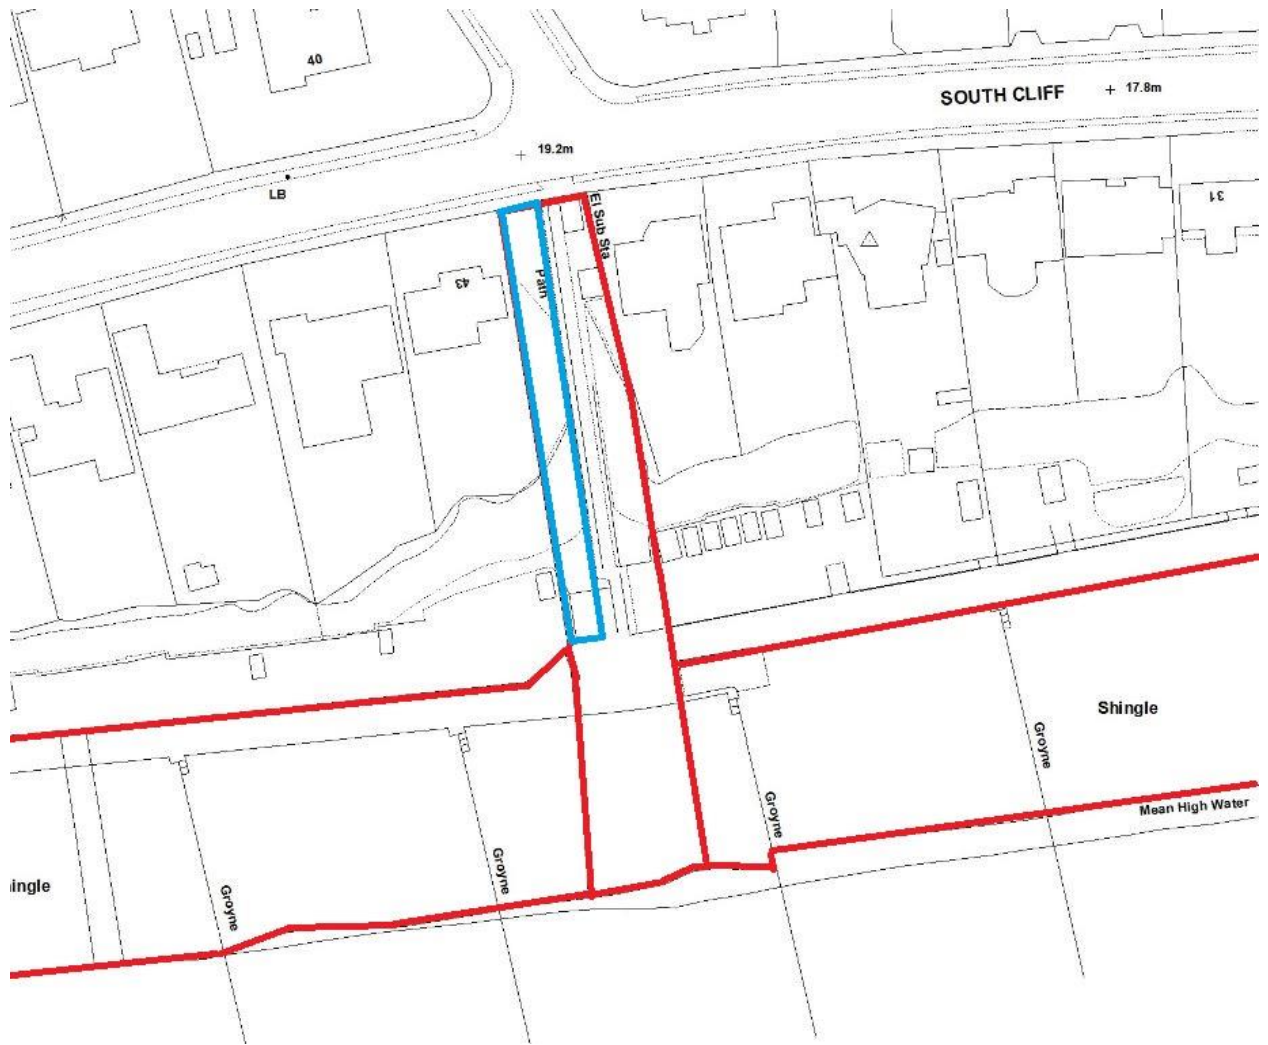 40
SOUTH CLIFF
17.8m
19.2m
LB
El Sub Sta
31
Path
43
Shingle
Groyne
Mean High Water
Groyne
Groyne
ingle
Groyne